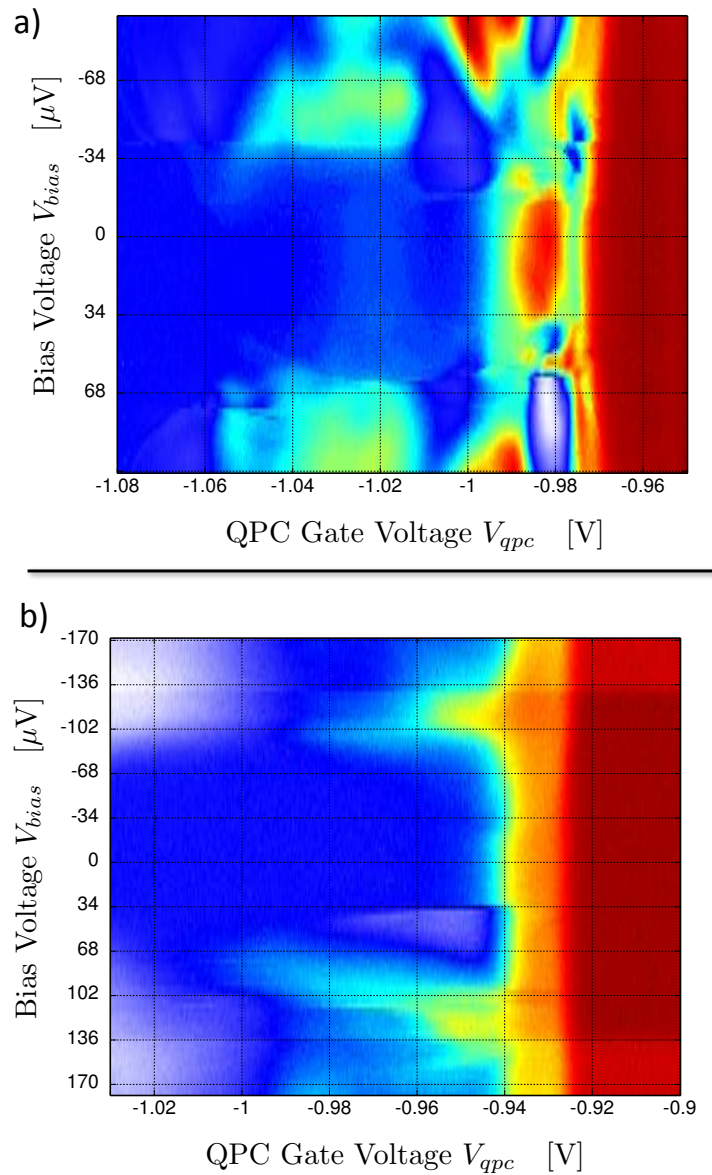 a)
Bias Voltage V_bias [μV]
-68
-34
0
34
68
-1.08 -1.06 -1.04 -1.02 -1 -0.98 -0.96
QPC Gate Voltage V_qpc [V]
b)
Bias Voltage V_bias [μV]
-170
-136
-102
-68
-34
0
34
68
102
136
170
-1.02 -1 -0.98 -0.96 -0.94 -0.92 -0.9
QPC Gate Voltage V_qpc [V]